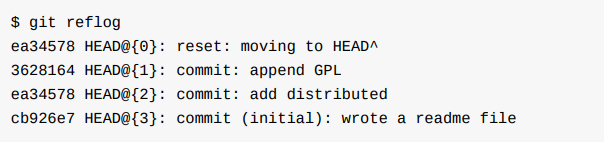 $ git reflog
ea34578 HEAD@{0}: reset: moving to HEAD^
3628164 HEAD@{1}: commit: append GPL
ea34578 HEAD@{2}: commit: add distributed
cb926e7 HEAD@{3}: commit (initial): wrote a readme file